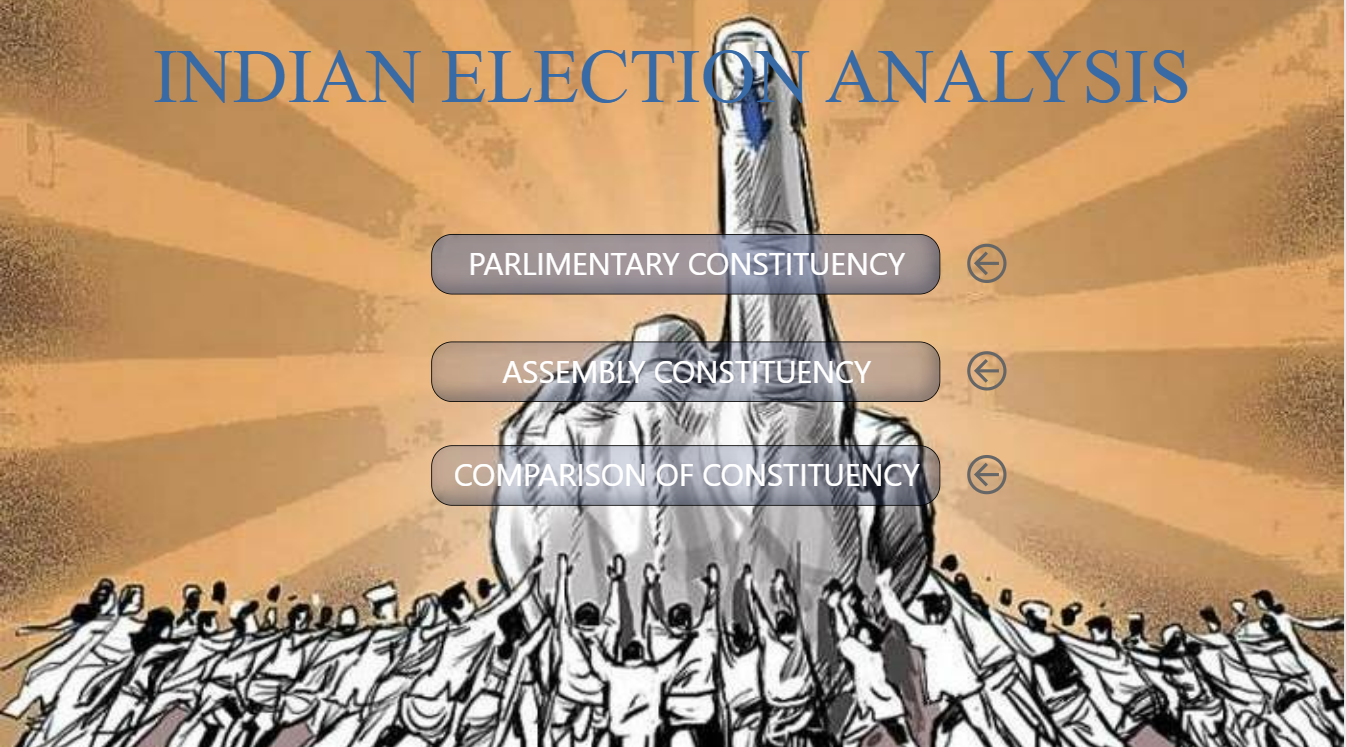 INDIAN ELECTION ANALYSIS
PARLIMENTARY CONSTITUENCY
ASSEMBLY CONSTITUENCY
COMPARISON OF CONSTITUENCY